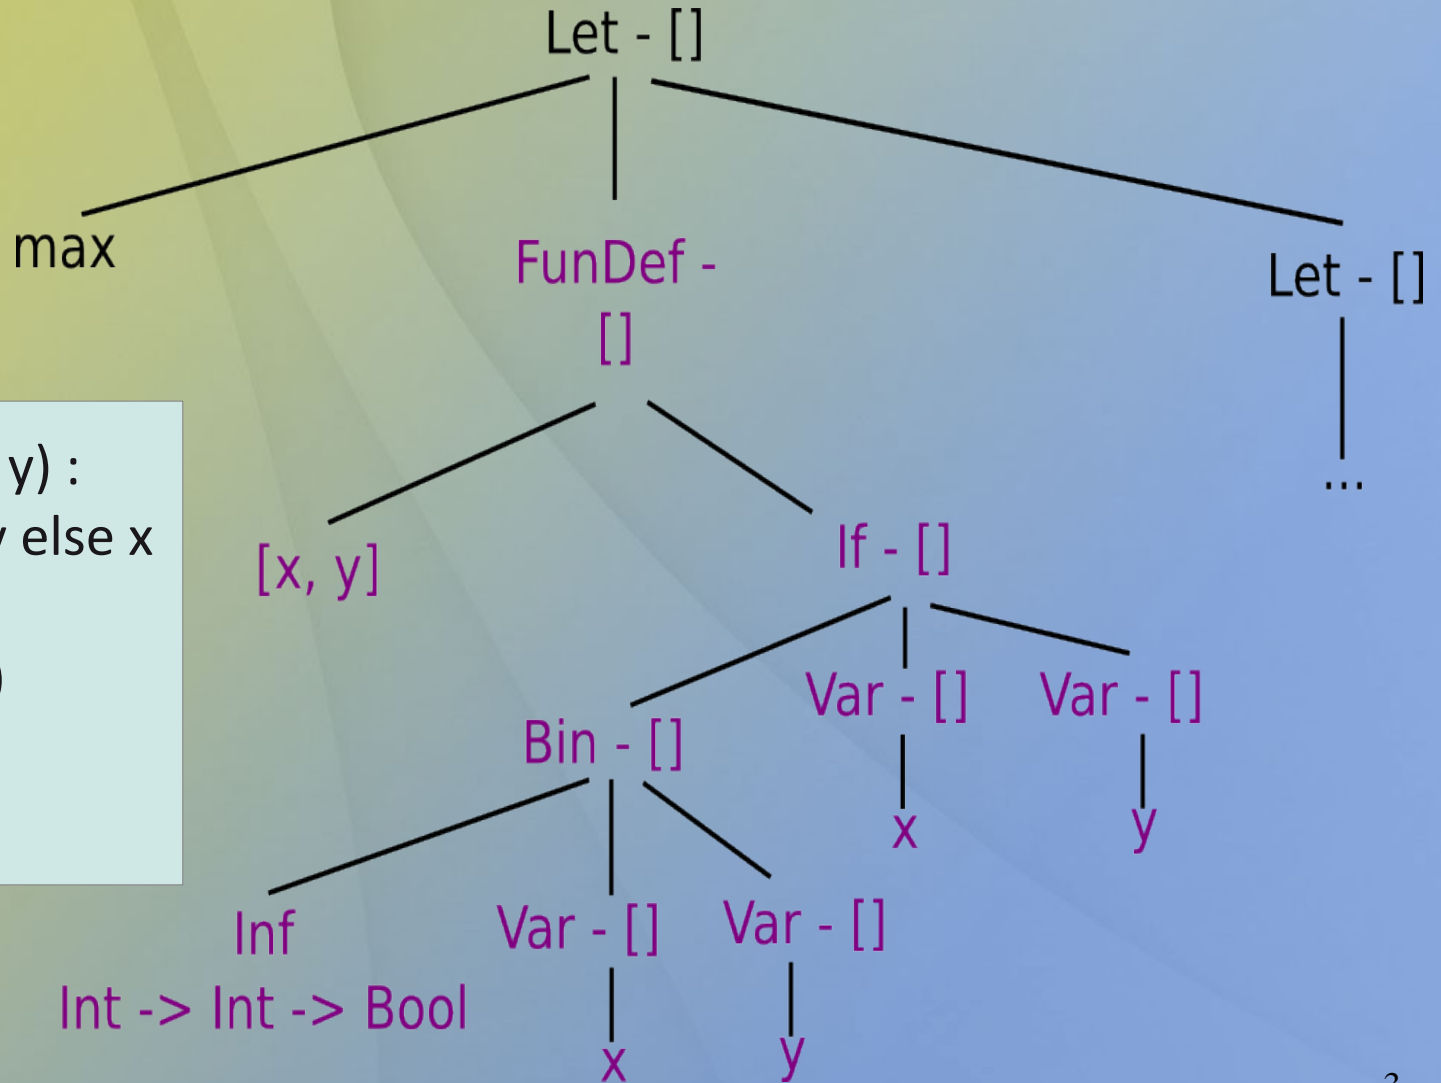 Let - []
max
FunDef -
[]
Let - []
...
y) :
else x
)
[x, y]
If - []
Bin - []
Var - []
Var - []
x
y
Inf
Int -> Int -> Bool
Var - []
Var - []
x
y